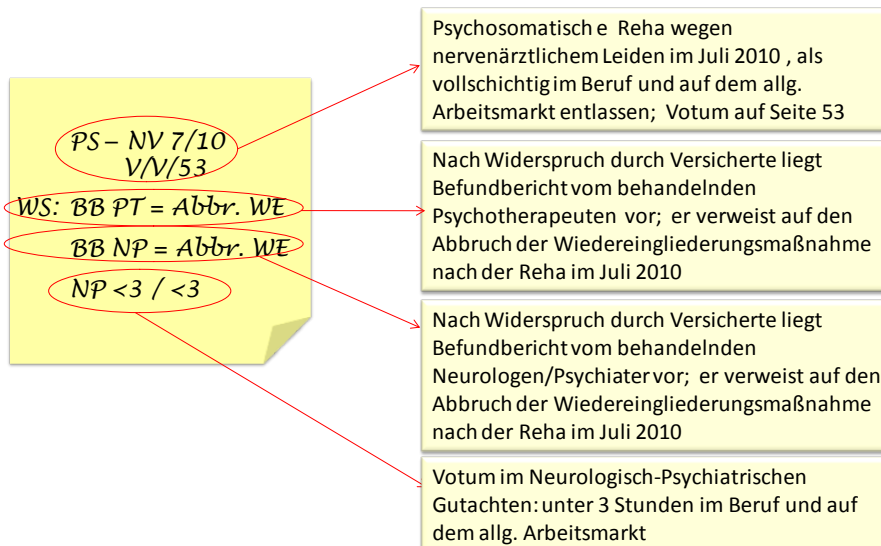 PS – NV 7/10
V/V/53
WS: BB PT = Abbr. WE
BB NP = Abbr. WE
NP <3 / <3
Psychosomatisch e Reha wegen
nervenärztlichem Leiden im Juli 2010 , als
vollschichtig im Beruf und auf dem allg.
Arbeitsmarkt entlassen; Votum auf Seite 53
Nach Widerspruch durch Versicherte liegt
Befundbericht vom behandelnden
Psychotherapeuten vor; er verweist auf den
Abbruch der Wiedereingliederungsmaßnahme
nach der Reha im Juli 2010
Nach Widerspruch durch Versicherte liegt
Befundbericht vom behandelnden
Neurologen/Psychiater vor; er verweist auf den
Abbruch der Wiedereingliederungsmaßnahme
nach der Reha im Juli 2010
Votum im Neurologisch-Psychiatrischen
Gutachten: unter 3 Stunden im Beruf und auf
dem allg. Arbeitsmarkt